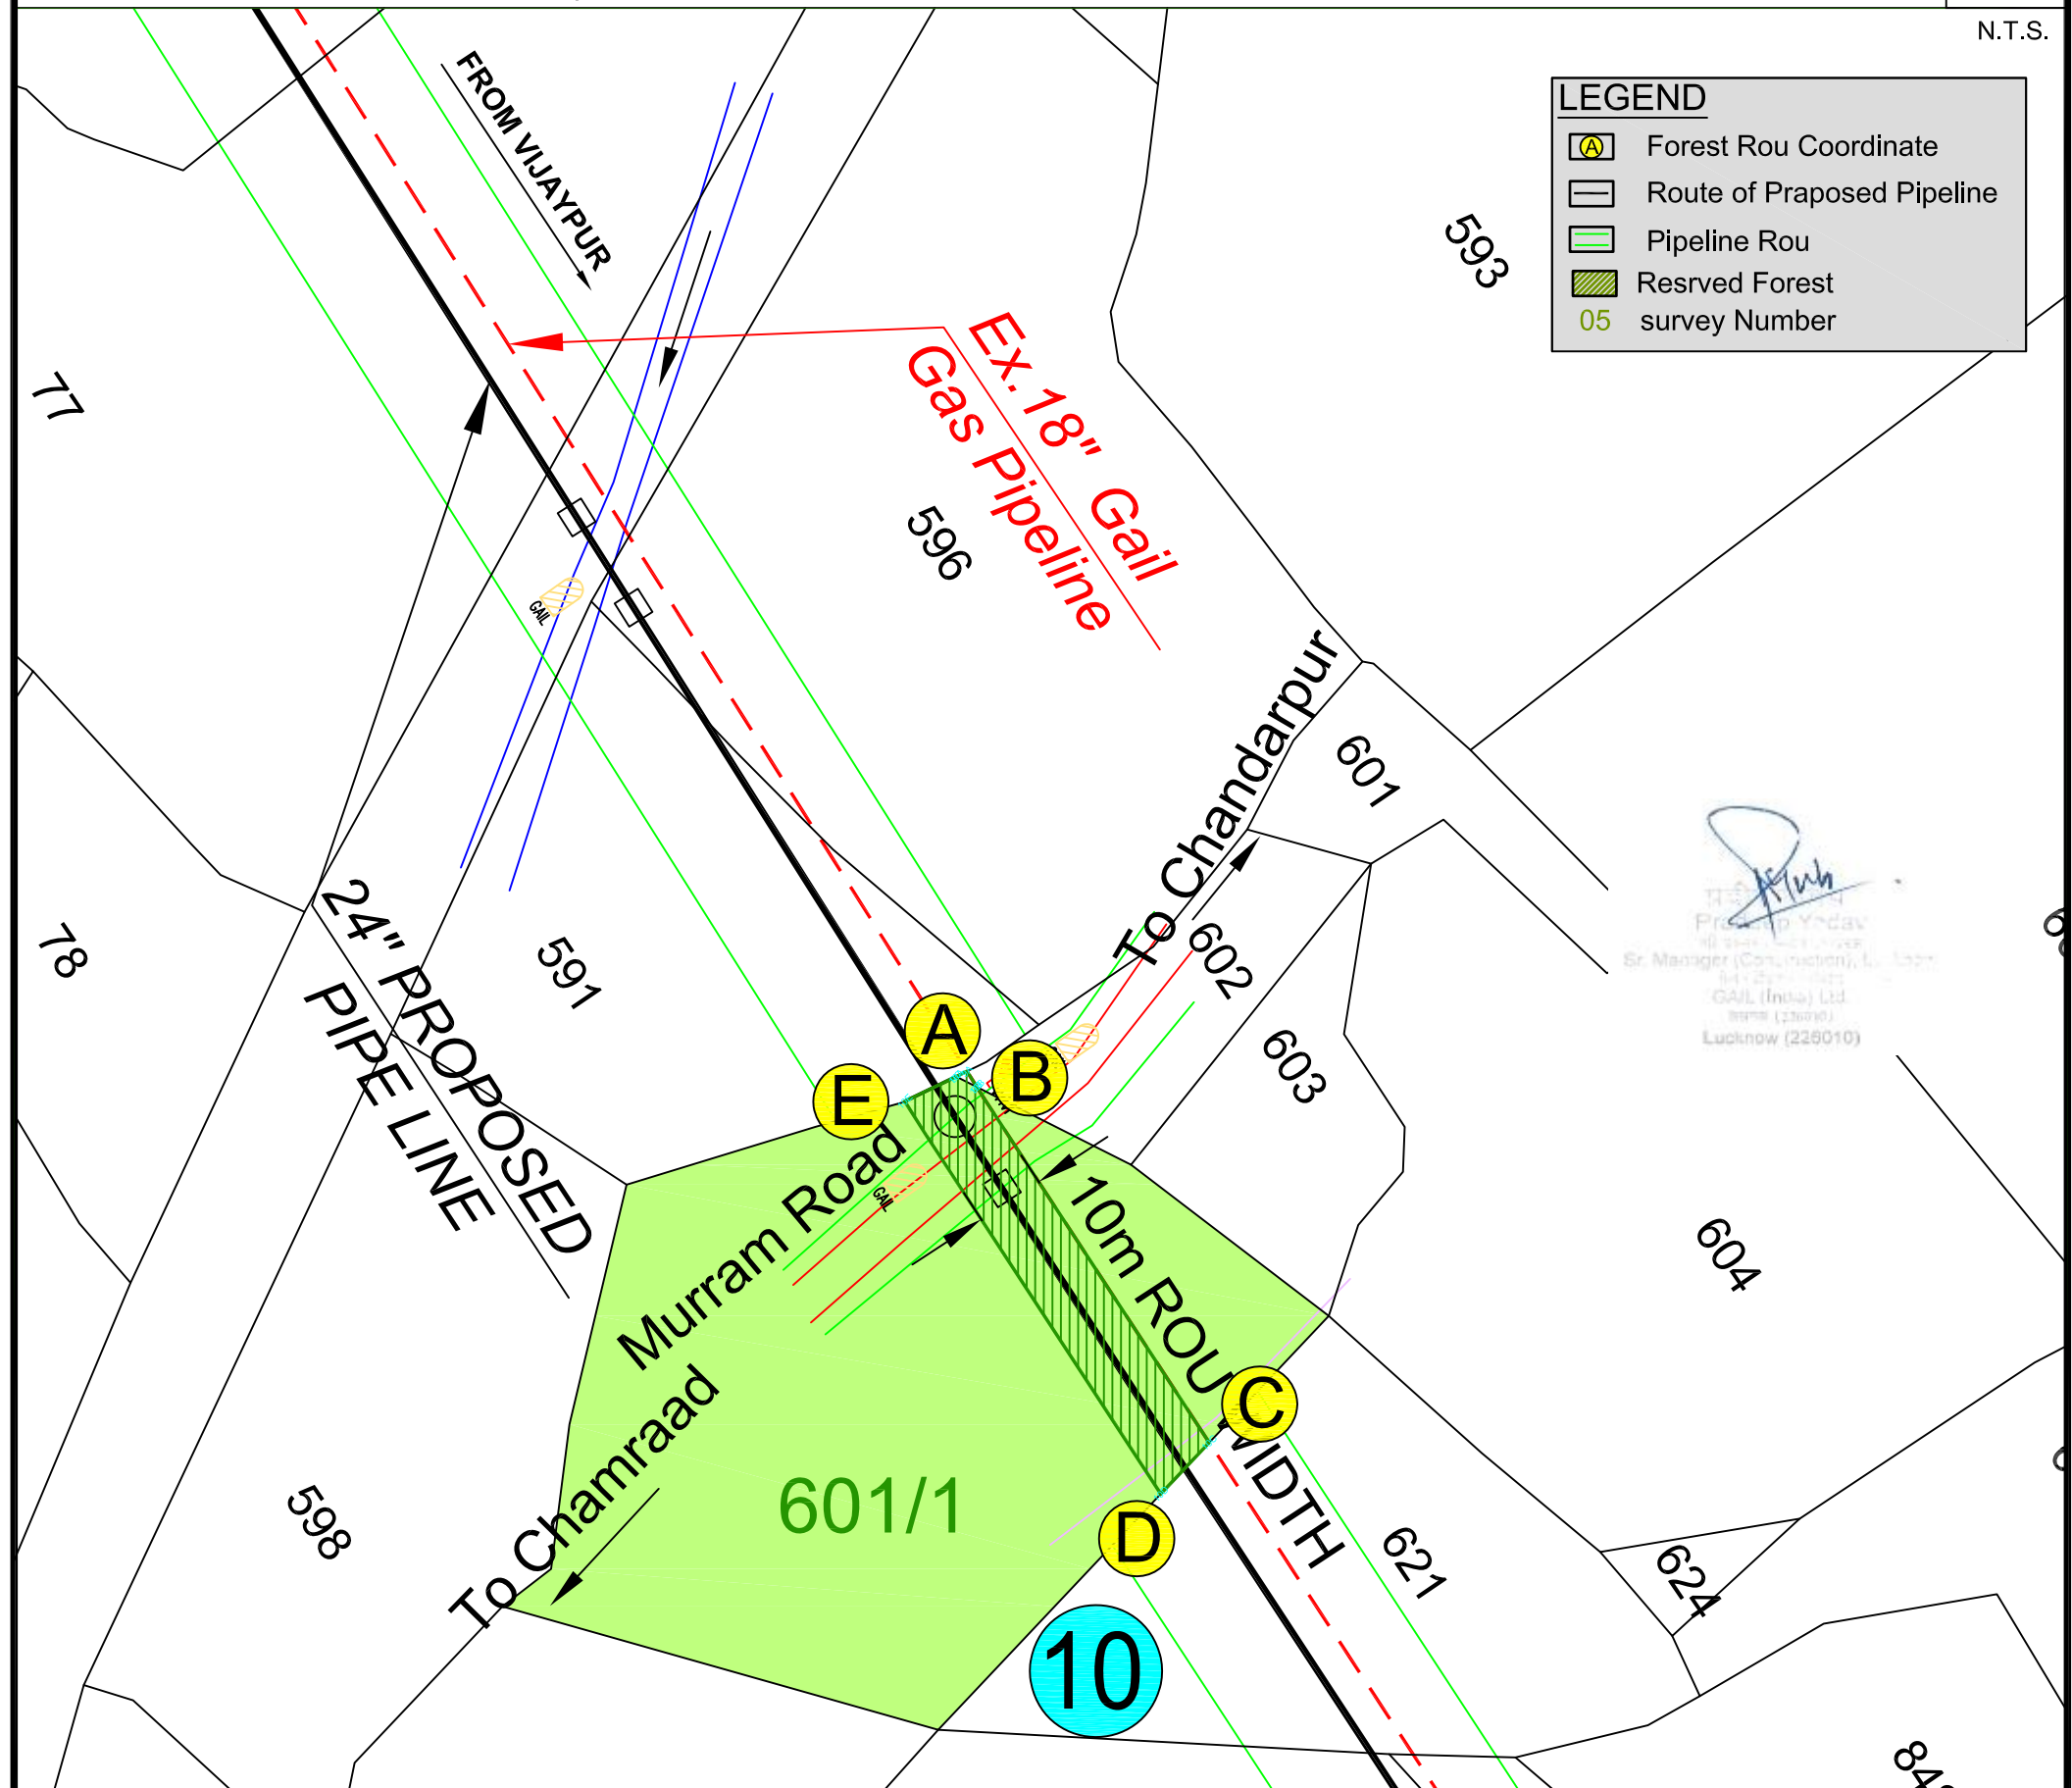 N.T.S.
LEGEND
A Forest Rou Coordinate
Route of Praposed Pipeline
Pipeline Rou
Resrved Forest
05 survey Number
FROM VIJAYPUR
593
77
Ex.18" Gail
Gas Pipeline
596
GAIL
To Chandarpur
601
78
24" PROPOSED
PIPE LINE
591
602
603
A
B
E
Murram Road
GAIL
10m ROU WIDTH
604
To Chamraad
601/1
C
D
598
621
624
10
Sr. Manager
GAIL (India) Ltd.
Lucknow (226010)